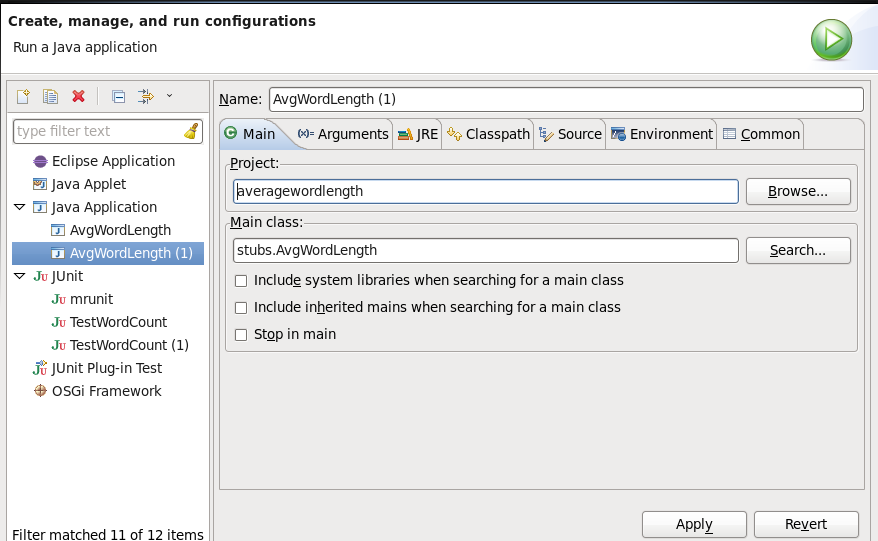 Create, manage, and run configurations
Run a Java application
type filter text
Eclipse Application
Java Applet
Java Application
AvgWordLength
AvgWordLength (1)
JUnit
mrunit
TestWordCount
TestWordCount (1)
JUnit Plug-in Test
OSGi Framework
Filter matched 11 of 12 items
Name: AvgWordLength (1)
Main (x)= Arguments JRE Classpath Source Environment Common
Project:
averagewordlength Browse...
Main class:
stubs.AvgWordLength Search...
Include system libraries when searching for a main class
Include inherited mains when searching for a main class
Stop in main
Apply Revert